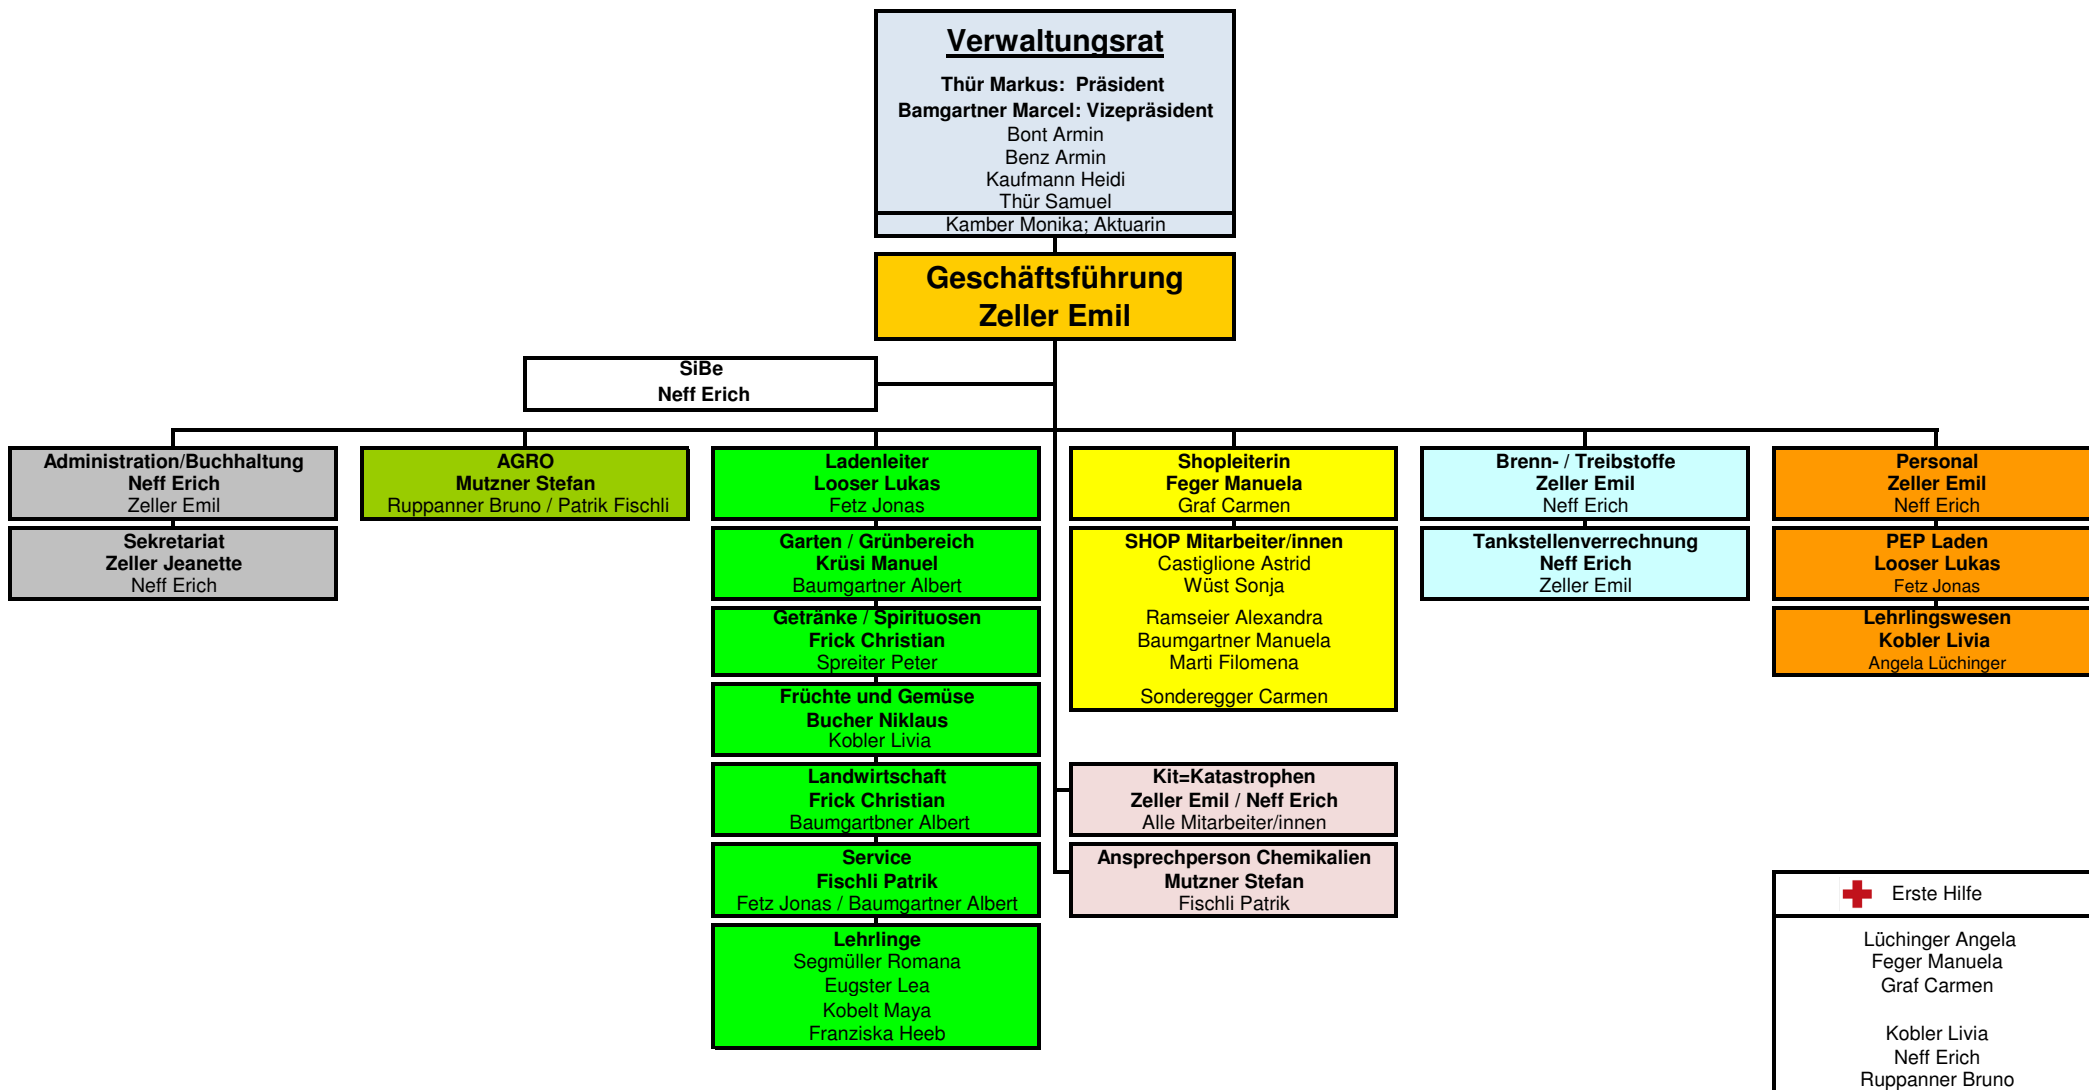 Verwaltungsrat
Thür Markus: Präsident
Bamgartner Marcel: Vizepräsident
Bont Armin
Benz Armin
Kaufmann Heidi
Thür Samuel
Kamber Monika; Aktuarin
Geschäftsführung
Zeller Emil
SiBe
Neff Erich
Administration/Buchhaltung
Neff Erich
Zeller Emil
Sekretariat
Zeller Jeanette
Neff Erich
AGRO
Mutzner Stefan
Ruppanner Bruno / Patrik Fischli
Ladenleiter
Looser Lukas
Fetz Jonas
Garten / Grünbereich
Krüsi Manuel
Baumgartner Albert
Getränke / Spirituosen
Frick Christian
Spreiter Peter
Früchte und Gemüse
Bucher Niklaus
Kobler Livia
Landwirtschaft
Frick Christian
Baumgartbner Albert
Service
Fischli Patrik
Fetz Jonas / Baumgartner Albert
Lehrlinge
Segmüller Romana
Eugster Lea
Kobelt Maya
Franziska Heeb
Shopleiterin
Feger Manuela
Graf Carmen
SHOP Mitarbeiter/innen
Castiglione Astrid
Wüst Sonja
Ramseier Alexandra
Baumgartner Manuela
Marti Filomena
Sonderegger Carmen
Kit=Katastrophen
Zeller Emil / Neff Erich
Alle Mitarbeiter/innen
Ansprechperson Chemikalien
Mutzner Stefan
Fischli Patrik
Brenn- / Treibstoffe
Zeller Emil
Neff Erich
Tankstellenverrechnung
Neff Erich
Zeller Emil
Personal
Zeller Emil
Neff Erich
PEP Laden
Looser Lukas
Fetz Jonas
Lehrlingswesen
Kobler Livia
Angela Lüchinger
Erste Hilfe
Lüchinger Angela
Feger Manuela
Graf Carmen
Kobler Livia
Neff Erich
Ruppanner Bruno